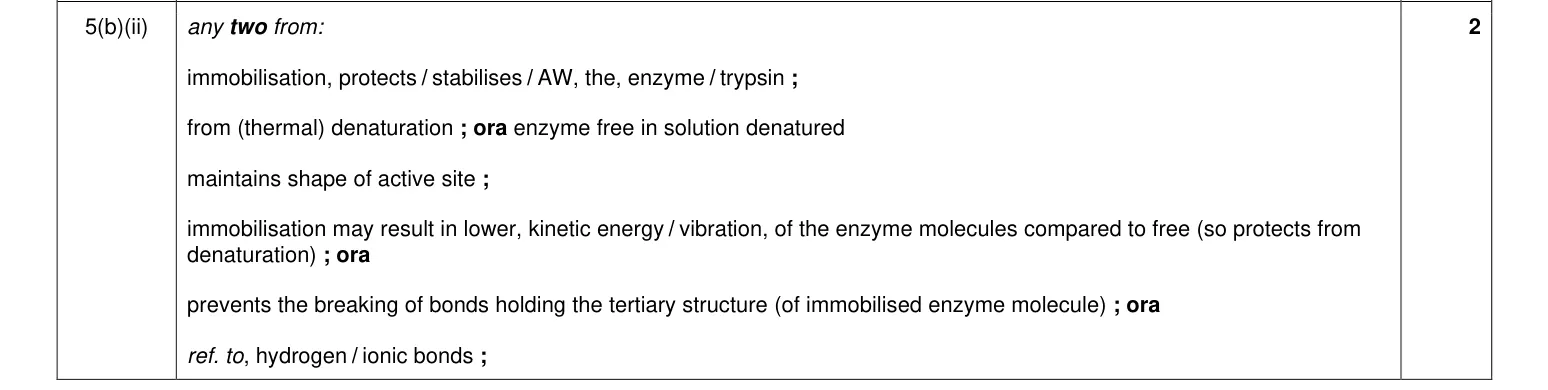 5(b)(ii) any two from: 2
immobilisation, protects / stabilises / AW, the, enzyme / trypsin ;
from (thermal) denaturation ; ora enzyme free in solution denatured
maintains shape of active site ;
immobilisation may result in lower, kinetic energy / vibration, of the enzyme molecules compared to free (so protects from
denaturation) ; ora
prevents the breaking of bonds holding the tertiary structure (of immobilised enzyme molecule) ; ora
ref. to, hydrogen / ionic bonds ;